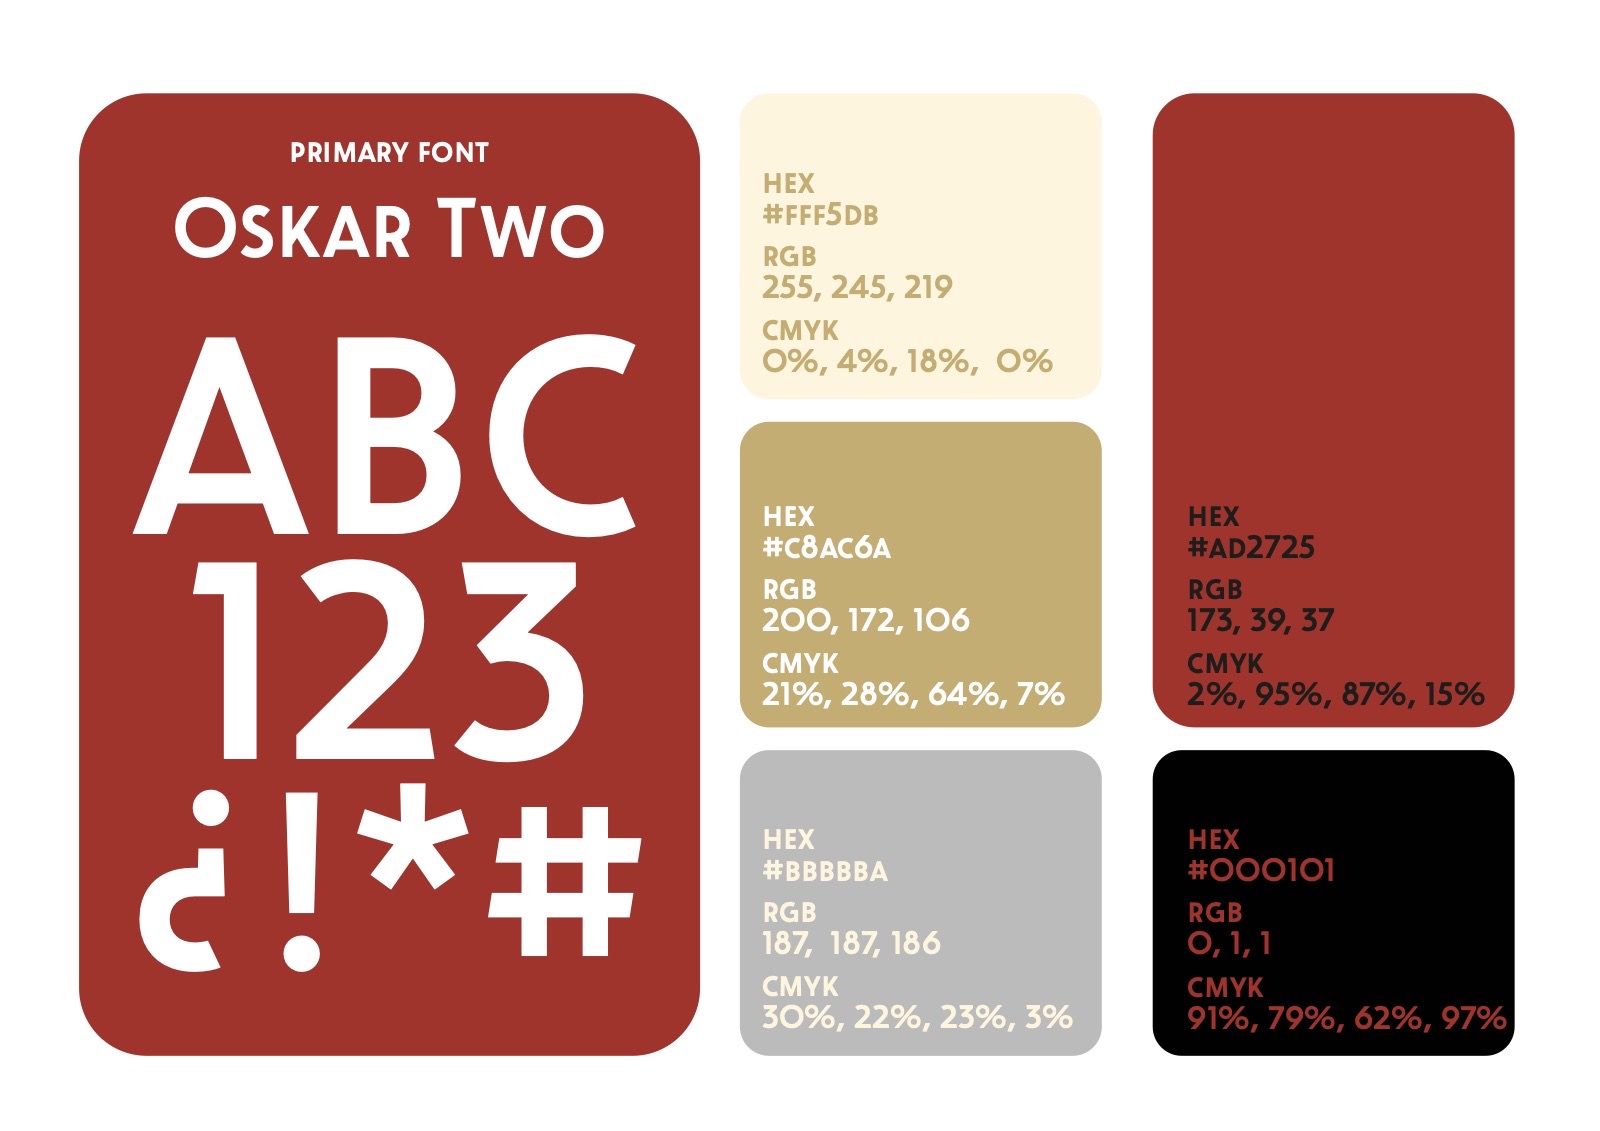 PRIMARY FONT
OSKAR TWO
ABC
123
¿!*#
HEX
#FFF5DB
RGB
255, 245, 219
CMYK
0%, 4%, 18%,  0%
HEX
#C8AC6A
RGB
200, 172, 106
CMYK
21%, 28%, 64%, 7%
HEX
#BBBBBA
RGB
187,  187, 186
CMYK
30%, 22%, 23%, 3%
HEX
#AD2725
RGB
173, 39, 37
CMYK
2%, 95%, 87%, 15%
HEX
#000101
RGB
0, 1, 1
CMYK
91%, 79%, 62%, 97%